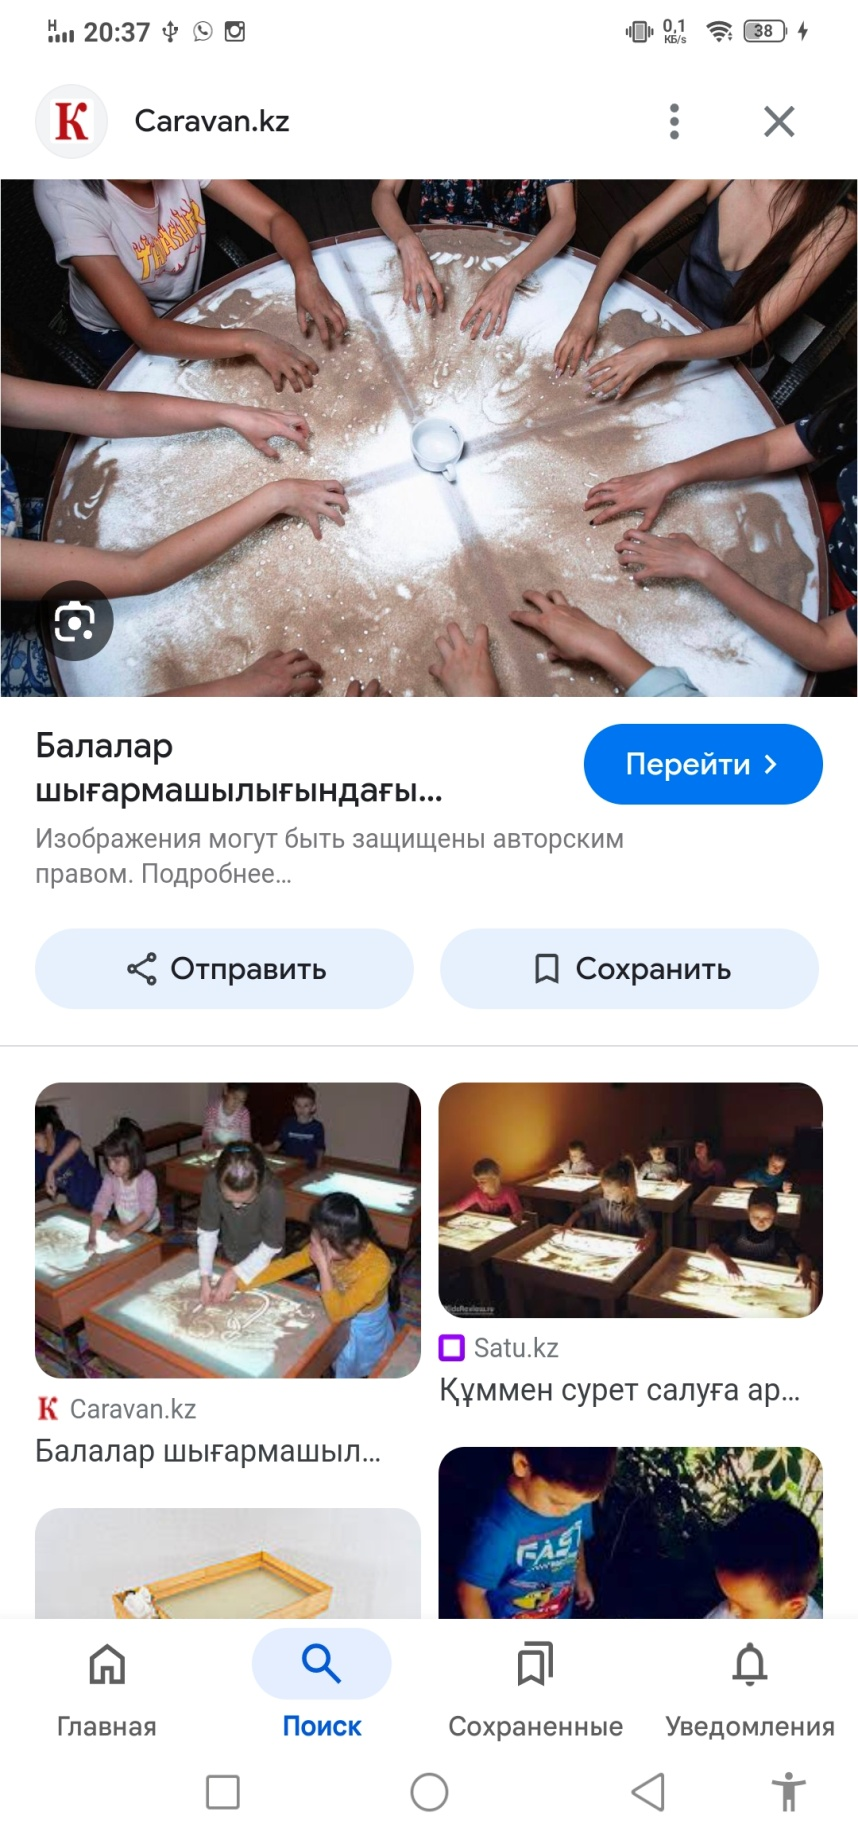 H 20:37 0,1 КБ/s 38
К Caravan.kz
THRASHER
Балалар
шығармашылығындағы...
Перейти
Изображения могут быть защищены авторским
правом. Подробнее...
Отправить
Сохранить
К Caravan.kz
Балалар шығармашыл...
Satu.kz
Құммен сурет салуға ар...
FAST
Главная
Поиск
Сохраненные
Уведомления